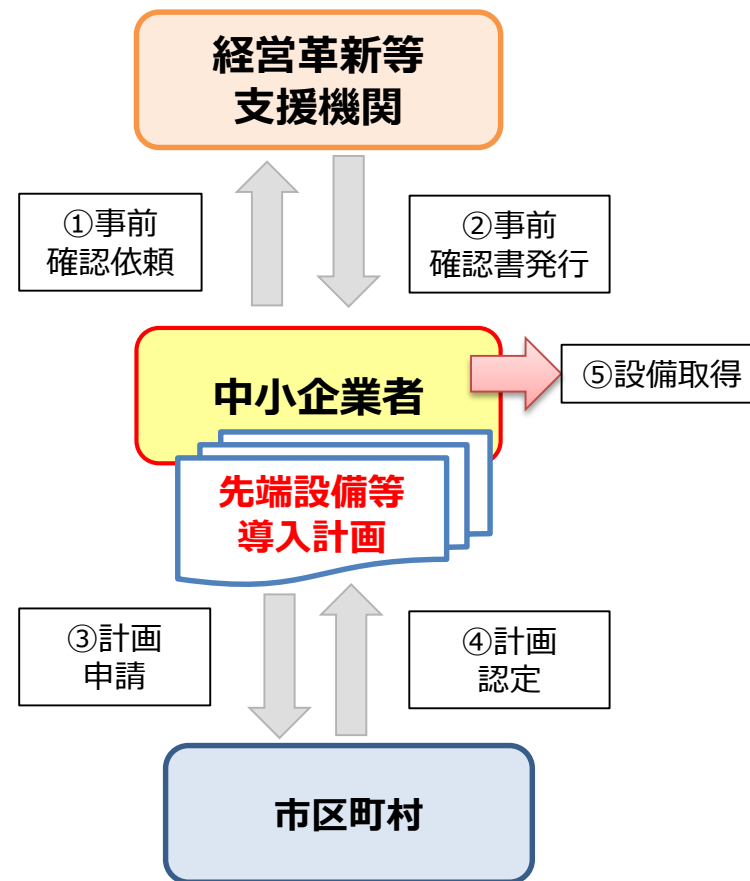 経営革新等
支援機関
①事前
確認依頼
②事前
確認書発行
中小企業者
⑤設備取得
先端設備等
導入計画
③計画
申請
④計画
認定
市区町村